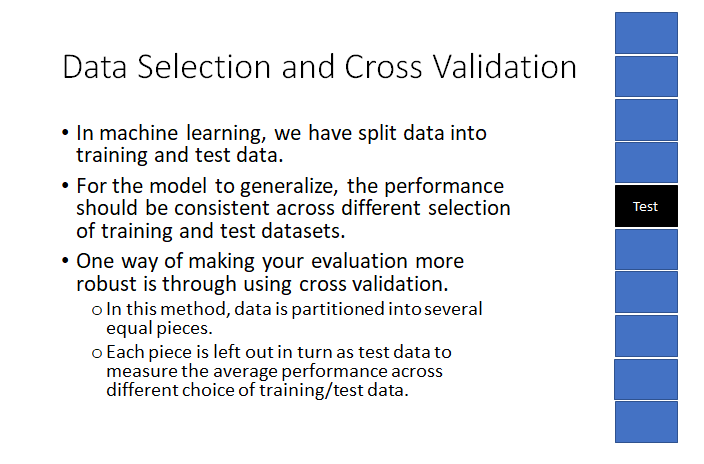 Data Selection and Cross Validation
• In machine learning, we have split data into
training and test data.
• For the model to generalize, the performance
should be consistent across different selection
of training and test datasets.
• One way of making your evaluation more
robust is through using cross validation.
o In this method, data is partitioned into several
equal pieces.
o Each piece is left out in turn as test data to
measure the average performance across
different choice of training/test data.
Test